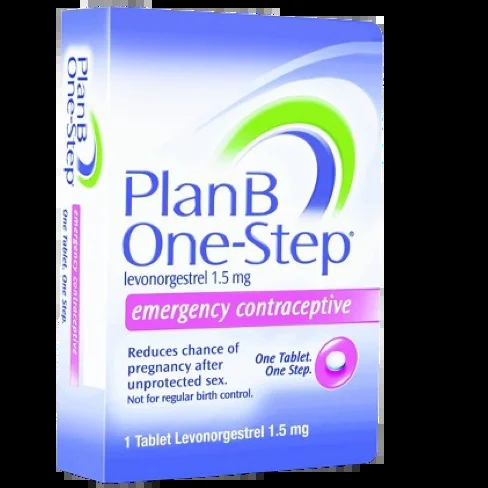 Plan B
One-Step
emergency contraceptive
One Tablet. One Step.
Plan B
One-Step®
levonorgestrel 1.5 mg
emergency contraceptive
Reduces chance of
pregnancy after
unprotected sex.
Not for regular birth control.
One Tablet.
One Step.
1 Tablet Levonorgestrel 1.5 mg